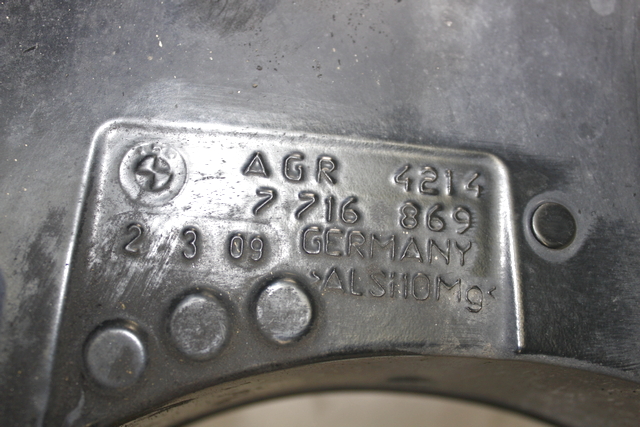 AGR 4214
7 716 869
2 3 09 GERMANY
>ALSi10Mg<